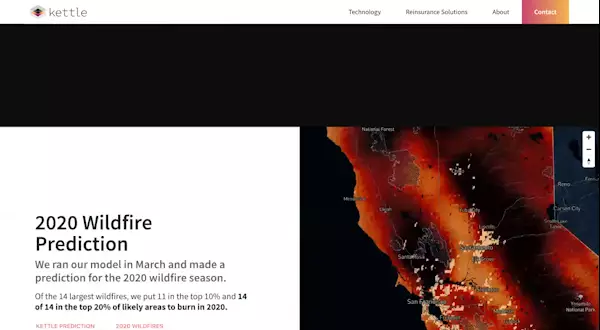 kettle
Technology
Reinsurance Solutions
About
Contact
National Forest
Reno
Carson City
Sacramento
Santa Rosa
San Francisco
Yosemite
National Park
2020 Wildfire
Prediction
We ran our model in March and made a
prediction for the 2020 wildfire season.
Of the 14 largest wildfires, we put 11 in the top 10% and 14
of 14 in the top 20% of likely areas to burn in 2020.
KETTLE PREDICTION
2020 WILDFIRES